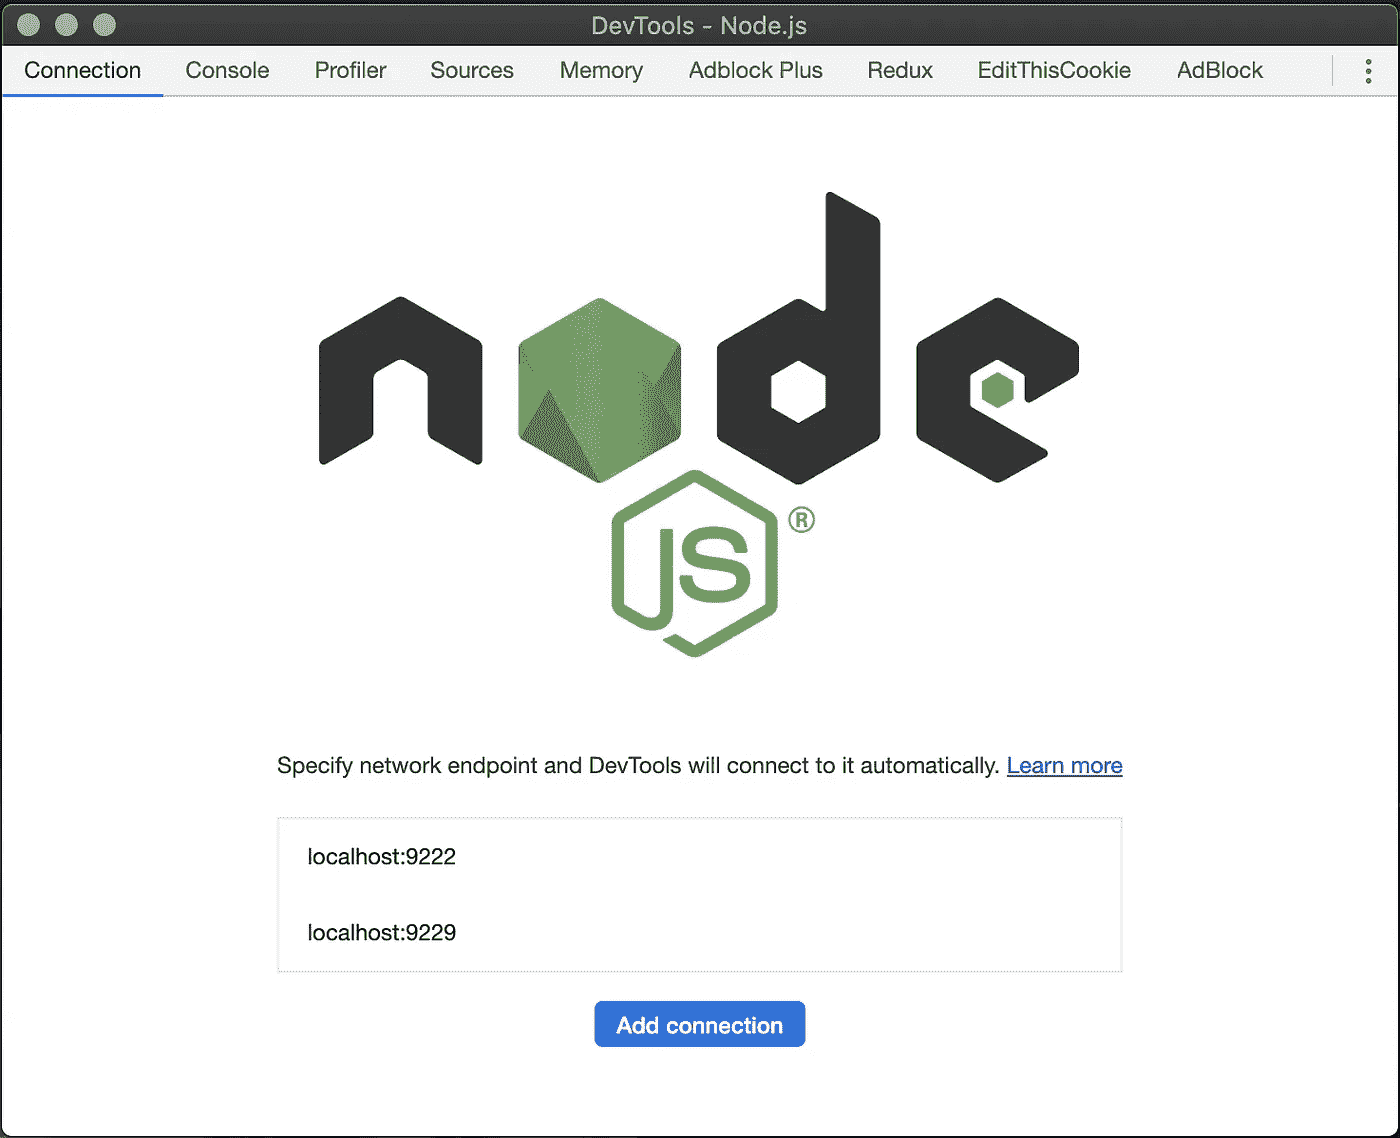 DevTools - Node.js
Connection Console Profiler Sources Memory Adblock Plus Redux EditThisCookie AdBlock
node
JS ®
Specify network endpoint and DevTools will connect to it automatically. Learn more
localhost:9222
localhost:9229
Add connection